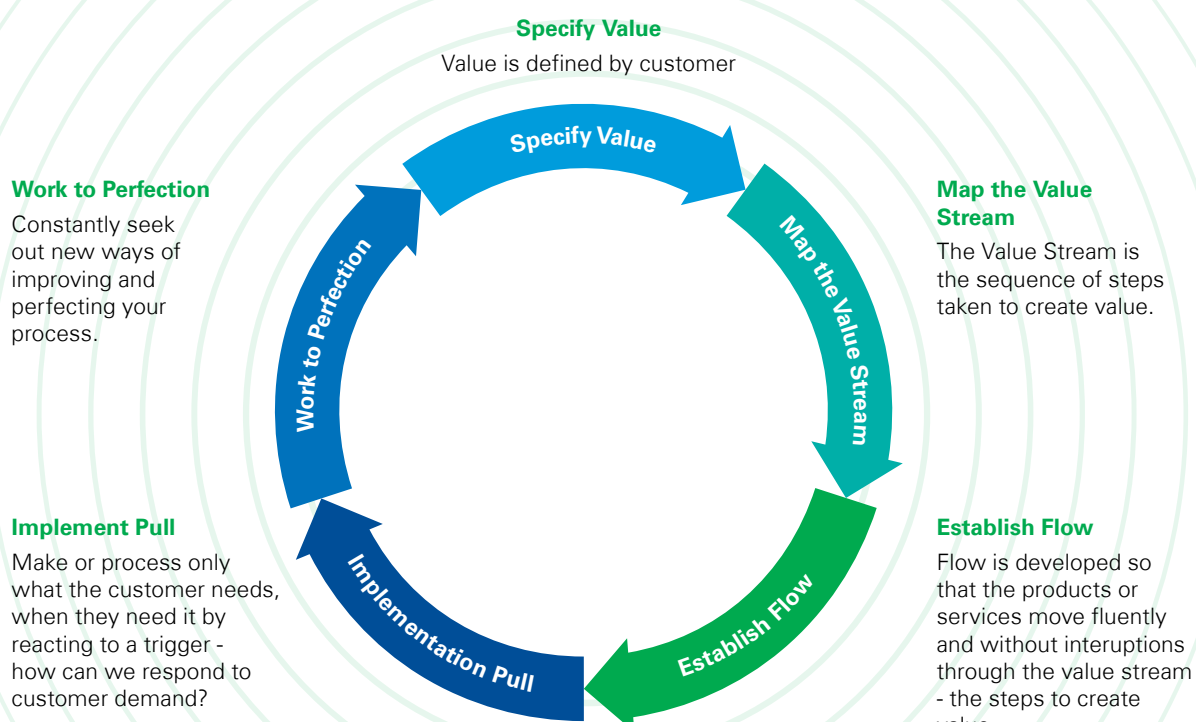 Specify Value
Value is defined by customer
Specify Value
Map the Value Stream
Establish Flow
Implementation Pull
Work to Perfection
Map the Value
Stream
The Value Stream is
the sequence of steps
taken to create value.
Establish Flow
Flow is developed so
that the products or
services move fluently
and without interuptions
through the value stream
- the steps to create
Implement Pull
Make or process only
what the customer needs,
when they need it by
reacting to a trigger -
how can we respond to
customer demand?
Work to Perfection
Constantly seek
out new ways of
improving and
perfecting your
process.